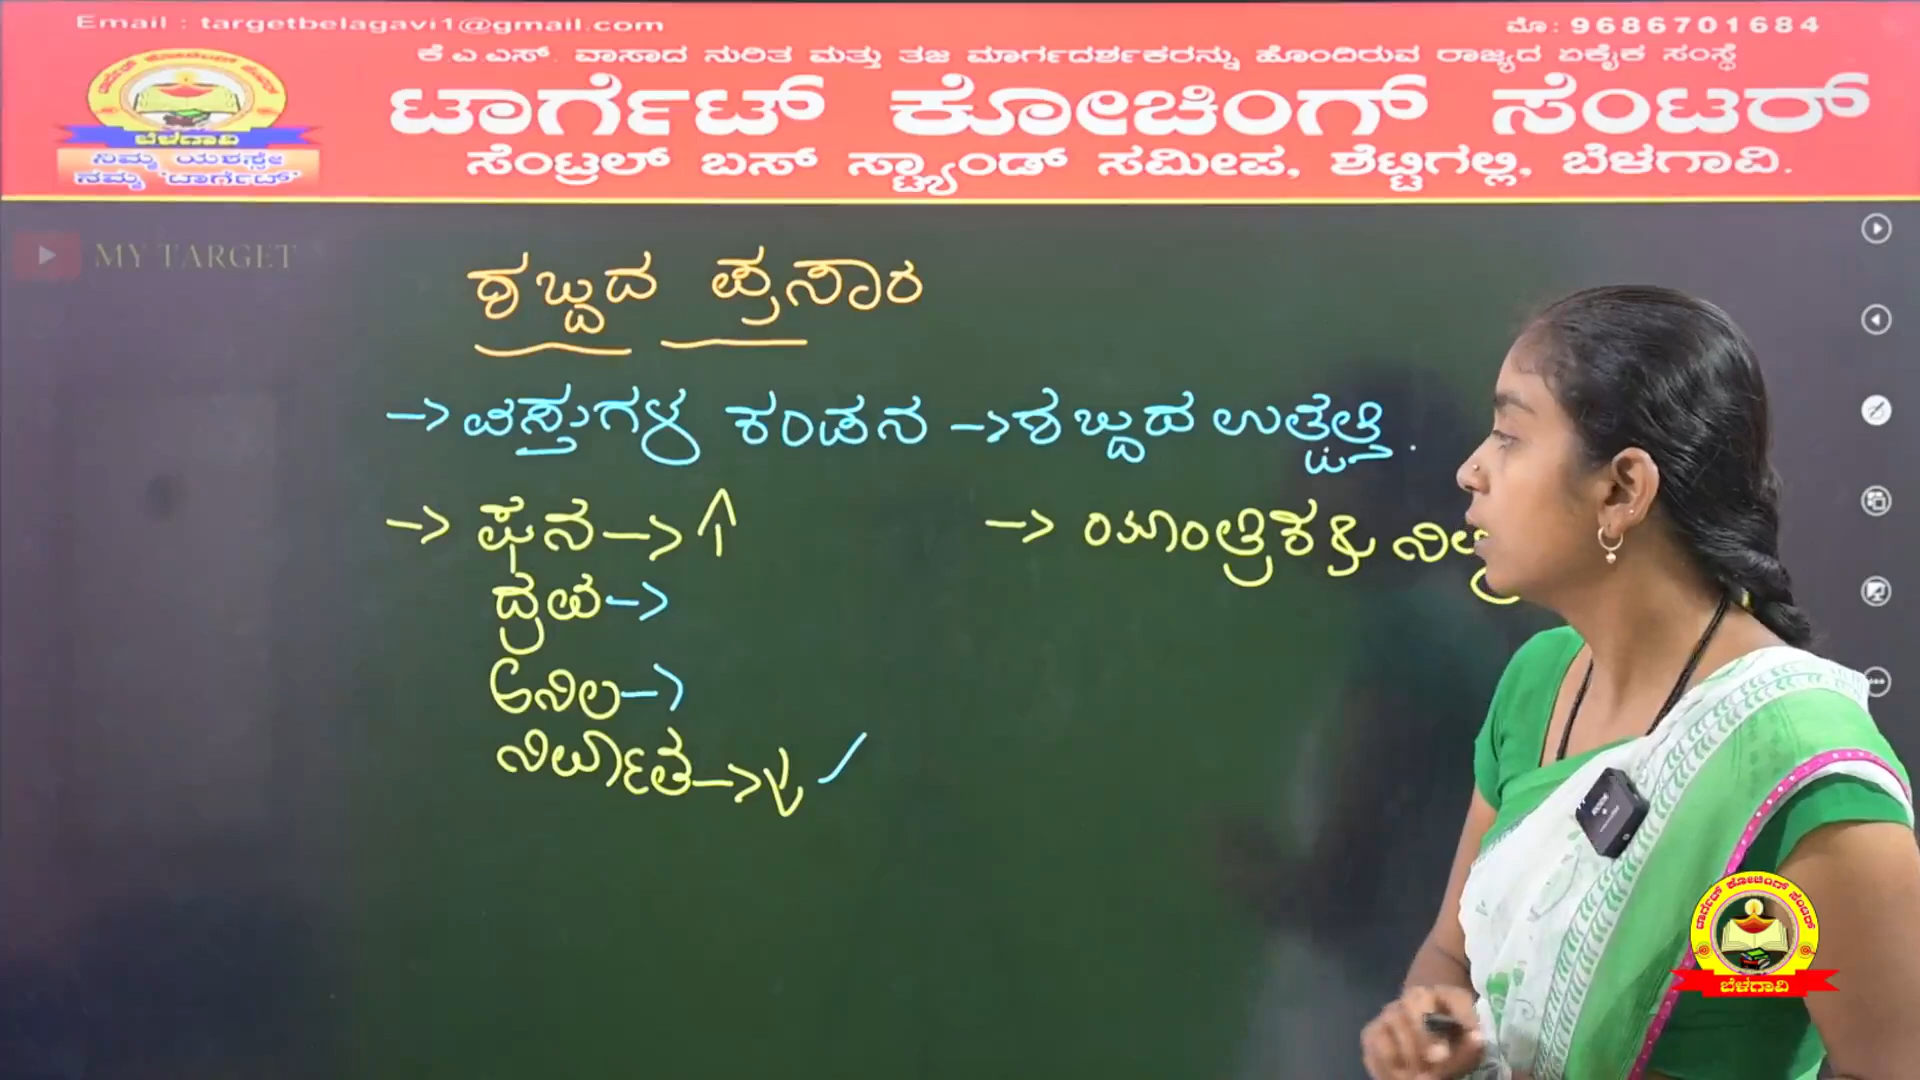 Email : targetbelagavi1@gmail.com
ಮೊ: 9686701684
ಕೆ.ಎ.ಎಸ್. ಪಾಸಾದ ನುರಿತ ಮತ್ತು ತಜ್ಞ ಮಾರ್ಗದರ್ಶಕರನ್ನು ಹೊಂದಿರುವ ರಾಜ್ಯದ ಏಕೈಕ ಸಂಸ್ಥೆ
ಟಾರ್ಗೆಟ್ ಕೋಚಿಂಗ್ ಸೆಂಟರ್
ಸೆಂಟ್ರಲ್ ಬಸ್ ಸ್ಟ್ಯಾಂಡ್ ಸಮೀಪ, ಶೆಟ್ಟಿಗಲ್ಲಿ, ಬೆಳಗಾವಿ.
ಬೆಳಗಾವಿ
ನಿಮ್ಮ ಯಶಸ್ಸೇ
ನಮ್ಮ 'ಟಾರ್ಗೆಟ್'
MY TARGET
ಶಬ್ದದ ಪ್ರಸಾರ
→ ವಸ್ತುಗಳ ಕಂಪನ → ಶಬ್ದದ ಉತ್ಪತ್ತಿ.
→ ಘನ → ↑
→ ಯಾಂತ್ರಿಕ
ದ್ರವ →
ಅನಿಲ →
ನಿರ್ವಾತ →
ಟಾರ್ಗೆಟ್ ಕೋಚಿಂಗ್ ಸೆಂಟರ್
ಬೆಳಗಾವಿ